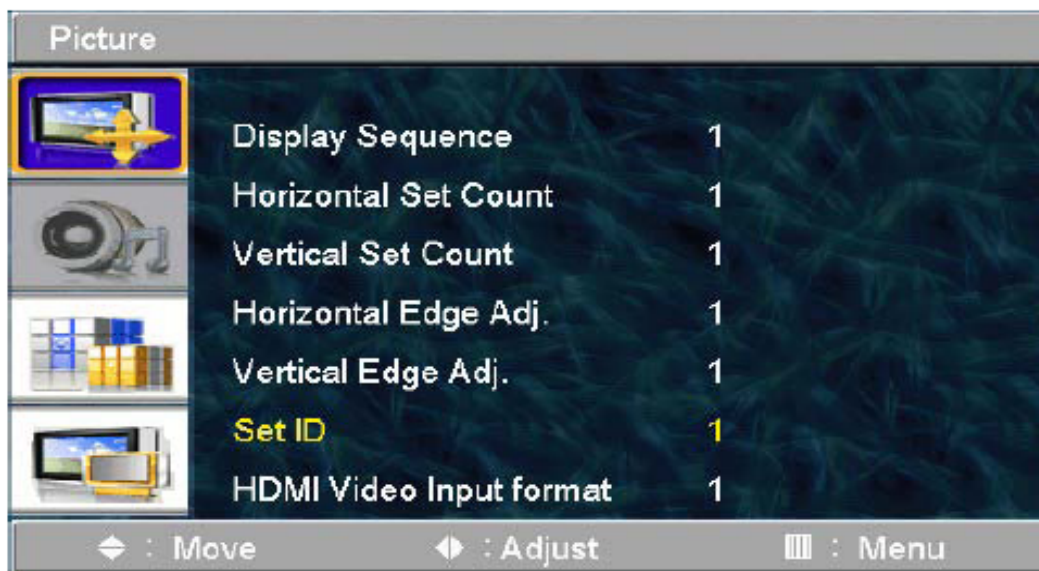 Picture
Display Sequence 1
Horizontal Set Count 1
Vertical Set Count 1
Horizontal Edge Adj. 1
Vertical Edge Adj. 1
Set ID 1
HDMI Video Input format 1
: Move : Adjust : Menu